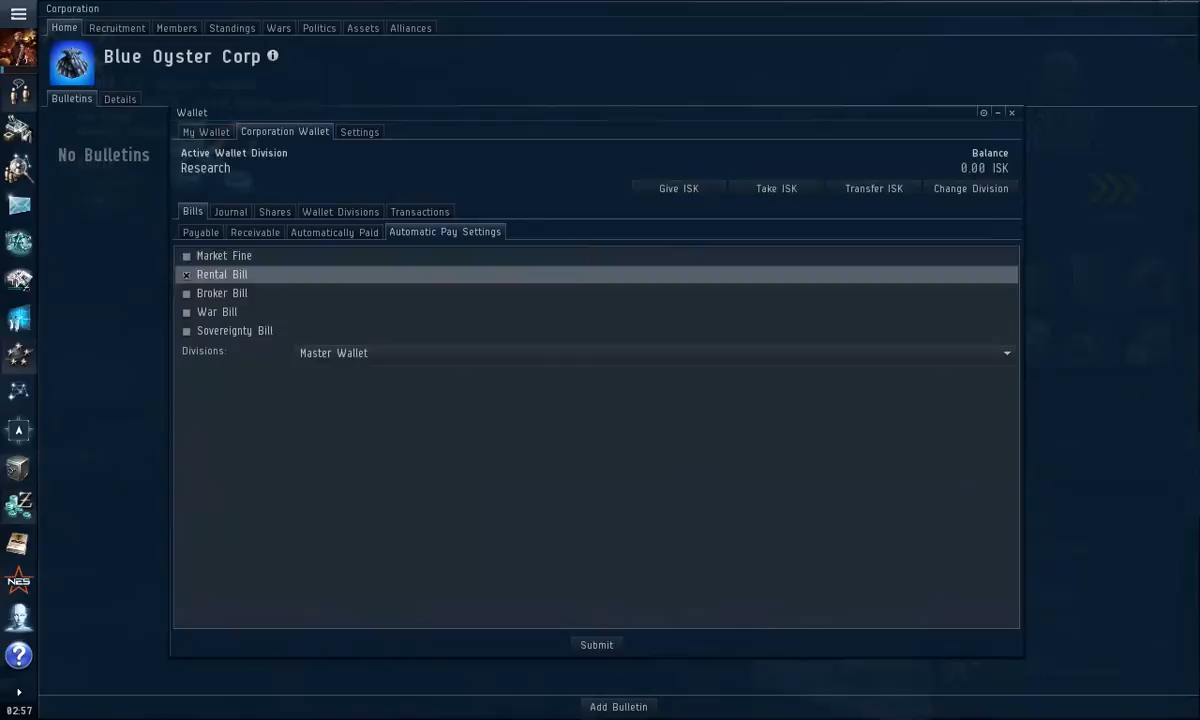 Corporation
Home Recruitment Members Standings Wars Politics Assets Alliances
Blue Oyster Corp
Bulletins Details
No Bulletins
Wallet
My Wallet Corporation Wallet Settings
Active Wallet Division Balance
Research 0.00 ISK
Give ISK Take ISK Transfer ISK Change Division
Bills Journal Shares Wallet Divisions Transactions
Payable Receivable Automatically Paid Automatic Pay Settings
Market Fine
Rental Bill
Broker Bill
War Bill
Sovereignty Bill
Divisions: Master Wallet
Submit
NES
?
02:57
Add Bulletin